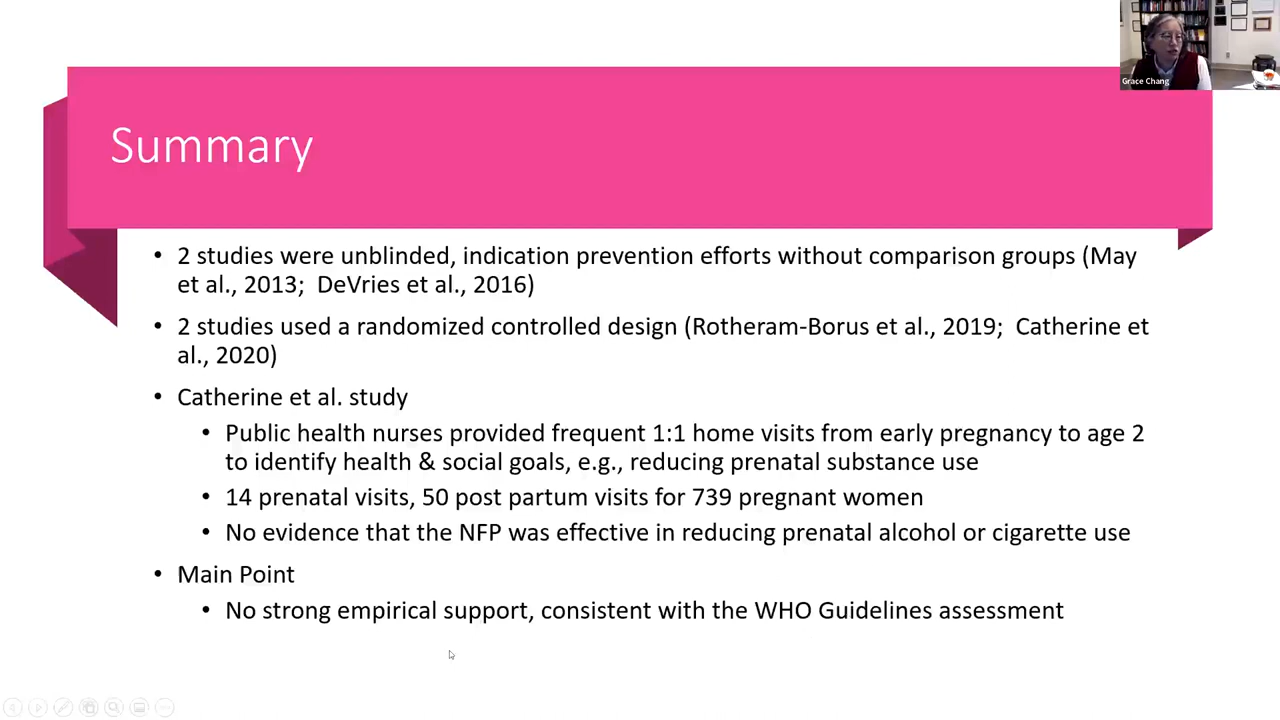 Grace Chang
Summary
• 2 studies were unblinded, indication prevention efforts without comparison groups (May
et al., 2013;  DeVries et al., 2016)
• 2 studies used a randomized controlled design (Rotheram-Borus et al., 2019;  Catherine et
al., 2020)
• Catherine et al. study
• Public health nurses provided frequent 1:1 home visits from early pregnancy to age 2
to identify health & social goals, e.g., reducing prenatal substance use
• 14 prenatal visits, 50 post partum visits for 739 pregnant women
• No evidence that the NFP was effective in reducing prenatal alcohol or cigarette use
• Main Point
• No strong empirical support, consistent with the WHO Guidelines assessment